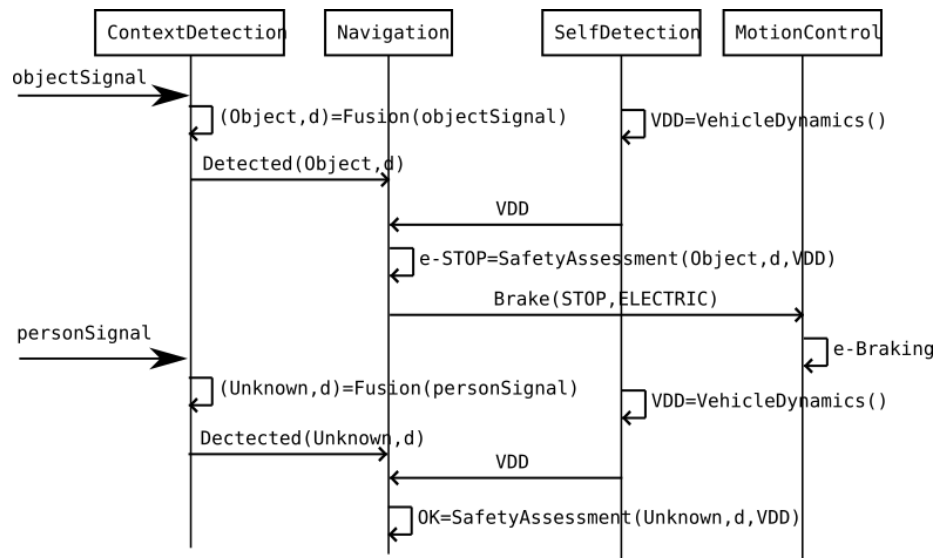 ContextDetection
Navigation
SelfDetection
MotionControl
objectSignal
(Object,d)=Fusion(objectSignal)
VDD=VehicleDynamics()
Detected(Object,d)
VDD
e-STOP=SafetyAssessment(Object,d,VDD)
Brake(STOP,ELECTRIC)
personSignal
e-Braking
(Unknown,d)=Fusion(personSignal)
VDD=VehicleDynamics()
Dectected(Unknown,d)
VDD
OK=SafetyAssessment(Unknown,d,VDD)